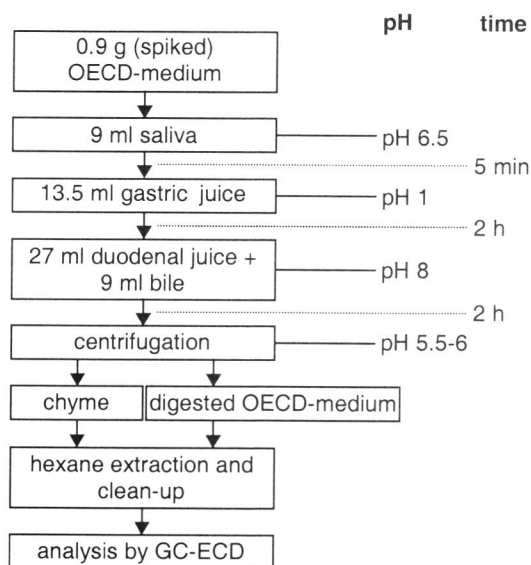 pH time
0.9 g (spiked)
OECD-medium
9 ml saliva
pH 6.5
5 min
13.5 ml gastric juice
pH 1
2 h
27 ml duodenal juice +
9 ml bile
pH 8
2 h
centrifugation
pH 5.5-6
chyme
digested OECD-medium
hexane extraction and
clean-up
analysis by GC-ECD